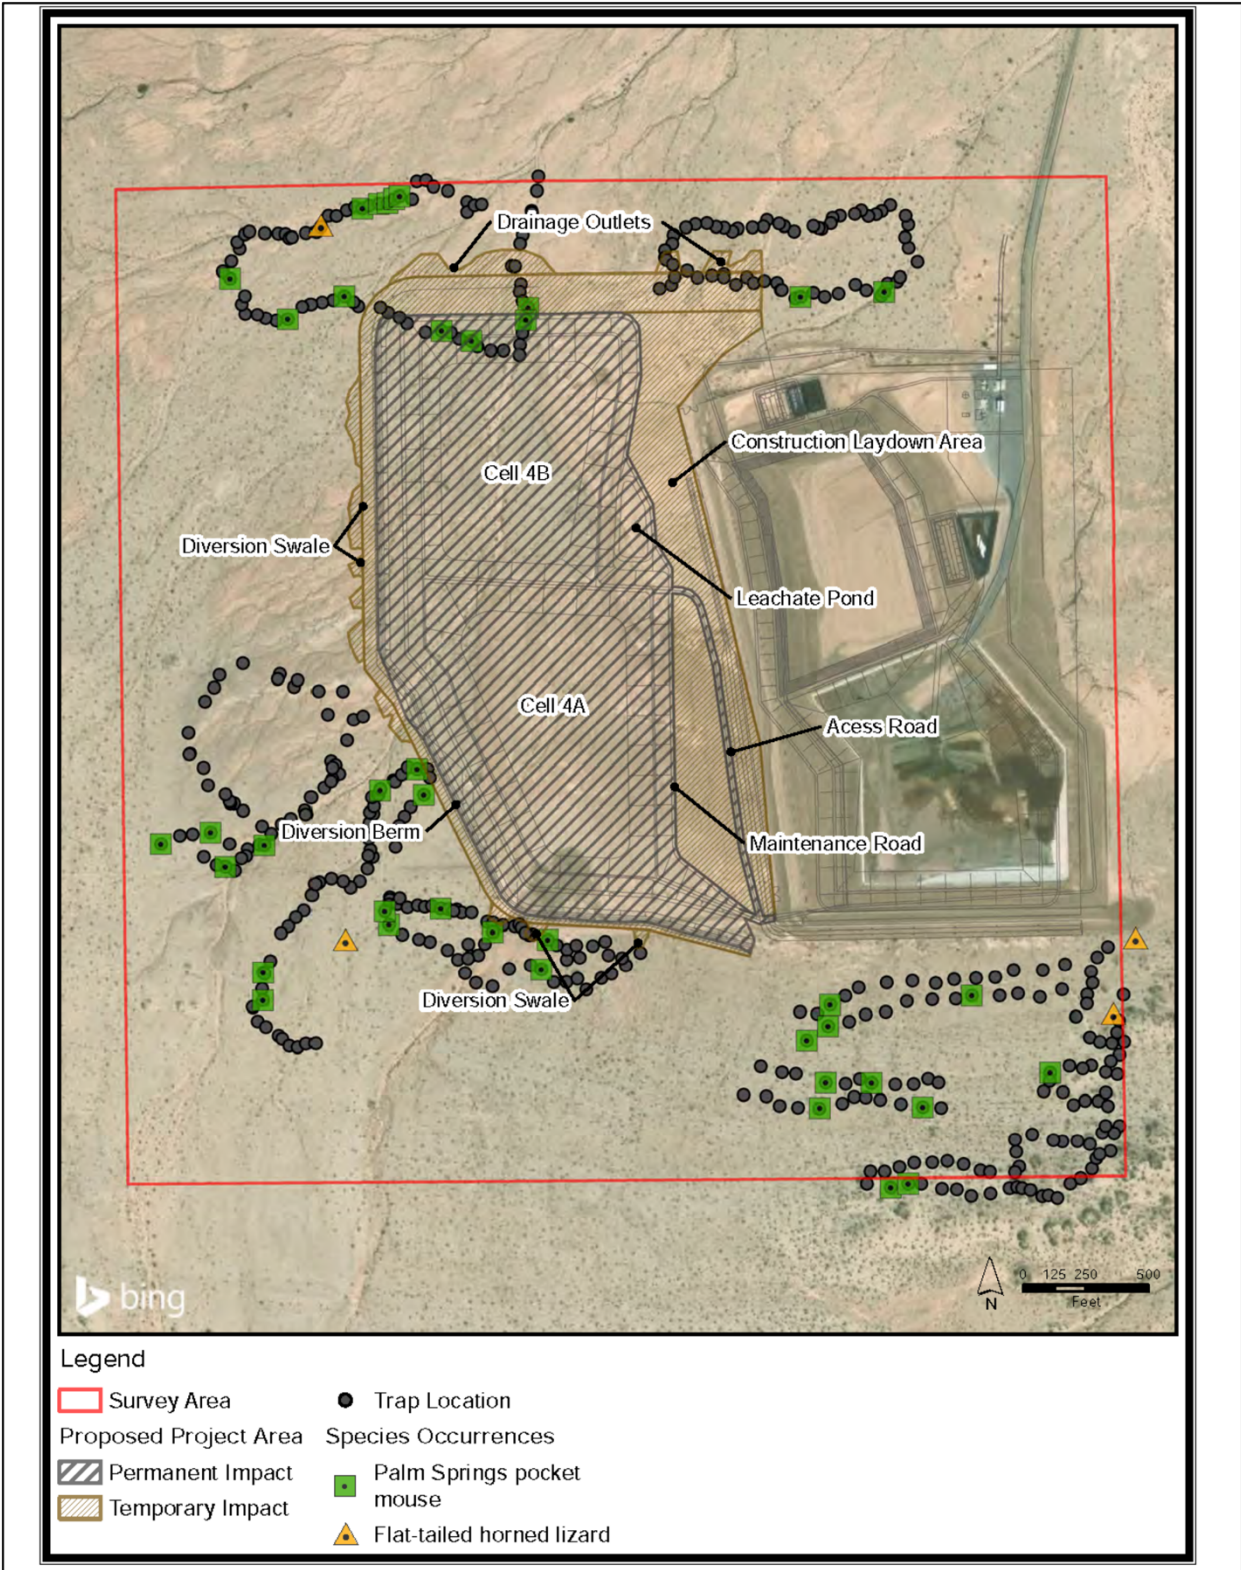 Drainage Outlets
Construction Laydown Area
Cell 4B
Diversion Swale
Leachate Pond
Cell 4A
Acess Road
Diversion Berm
Maintenance Road
Diversion Swale
bing
N
0 125 250 500
Feet
Legend
Survey Area
Trap Location
Proposed Project Area
Species Occurrences
Permanent Impact
Palm Springs pocket
mouse
Temporary Impact
Flat-tailed horned lizard